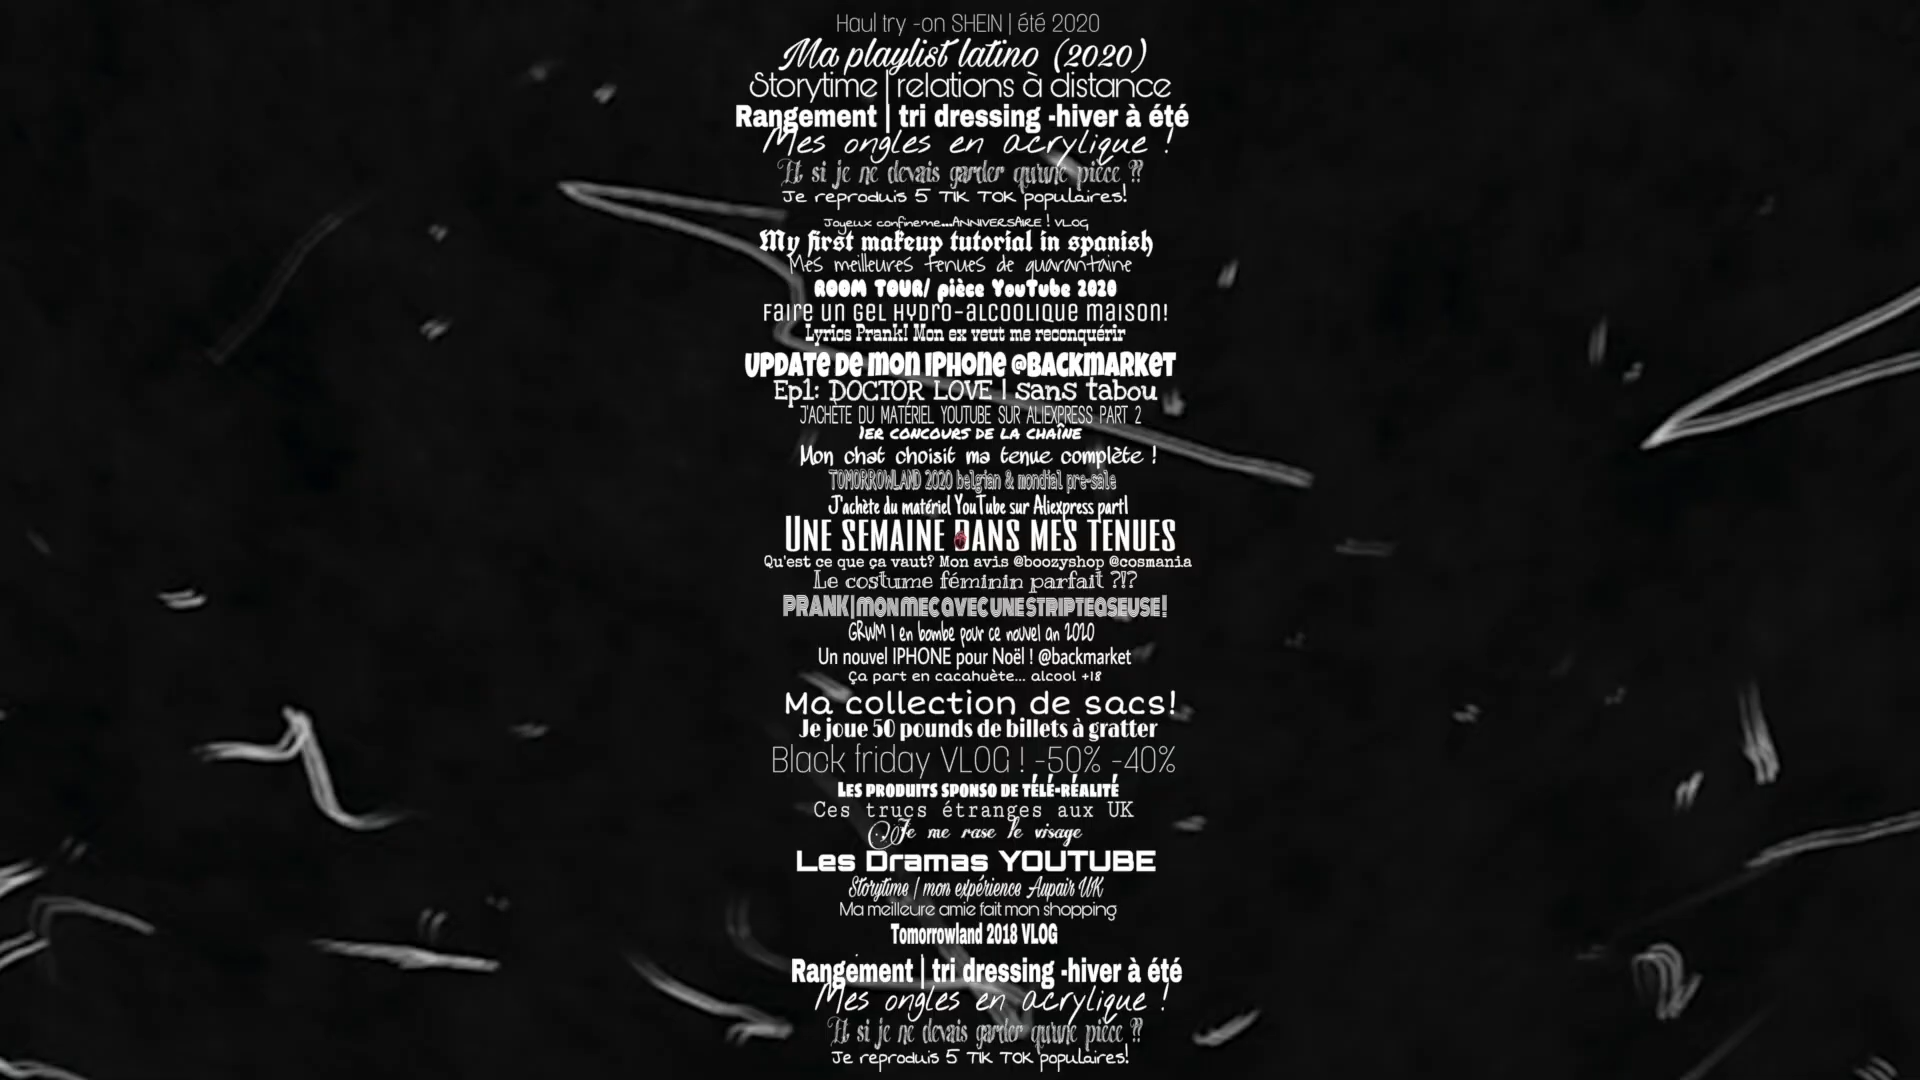 Haul try -on SHEIN | été 2020
Ma playlist latino (2020)
Storytime | relations à distance
Rangement | tri dressing -hiver à été
Mes ongles en acrylique !
Et si je ne devais garder qu'une pièce ??
Je reproduis 5 TIK TOK populaires!
Joyeux confineme...ANNIVERSAIRE ! VLOG
My first makeup tutorial in spanish
Mes meilleures tenues de quarantaine
ROOM TOUR/ pièce YouTube 2020
Faire un gel hydro-alcoolique maison!
Lyrics Prank! Mon ex veut me reconquérir
UPDATE DE MON IPHONE @BACKMARKET
Ep1: DOCTOR LOVE | sans tabou
J'ACHÈTE DU MATÉRIEL YOUTUBE SUR ALIEXPRESS PART 2
1ER CONCOURS DE LA CHAÎNE
Mon chat choisit ma tenue complète !
TOMORROWLAND 2020 belgian & mondial pre-sale
J'achète du matériel YouTube sur Aliexpress part1
UNE SEMAINE DANS MES TENUES
Qu'est ce que ça vaut? Mon avis @boozyshop @cosmania
Le costume féminin parfait ?!?
PRANK | MON MEC AVEC UNE STRIPTEASEUSE!
GRWM | en bombe pour ce nouvel an 2020
Un nouvel IPHONE pour Noël ! @backmarket
Ça part en cacahuète... alcool +18
Ma collection de sacs!
Je joue 50 pounds de billets à gratter
Black friday VLOG ! -50% -40%
LES PRODUITS SPONSO DE TÉLÉ-RÉALITÉ
Ces trucs étranges aux UK
Je me rase le visage
Les Dramas YOUTUBE
Storytime / mon expérience Aupair UK
Ma meilleure amie fait mon shopping
Tomorrowland 2018 VLOG
Rangement | tri dressing -hiver à été
Mes ongles en acrylique !
Et si je ne devais garder qu'une pièce ??
Je reproduis 5 TIK TOK populaires!